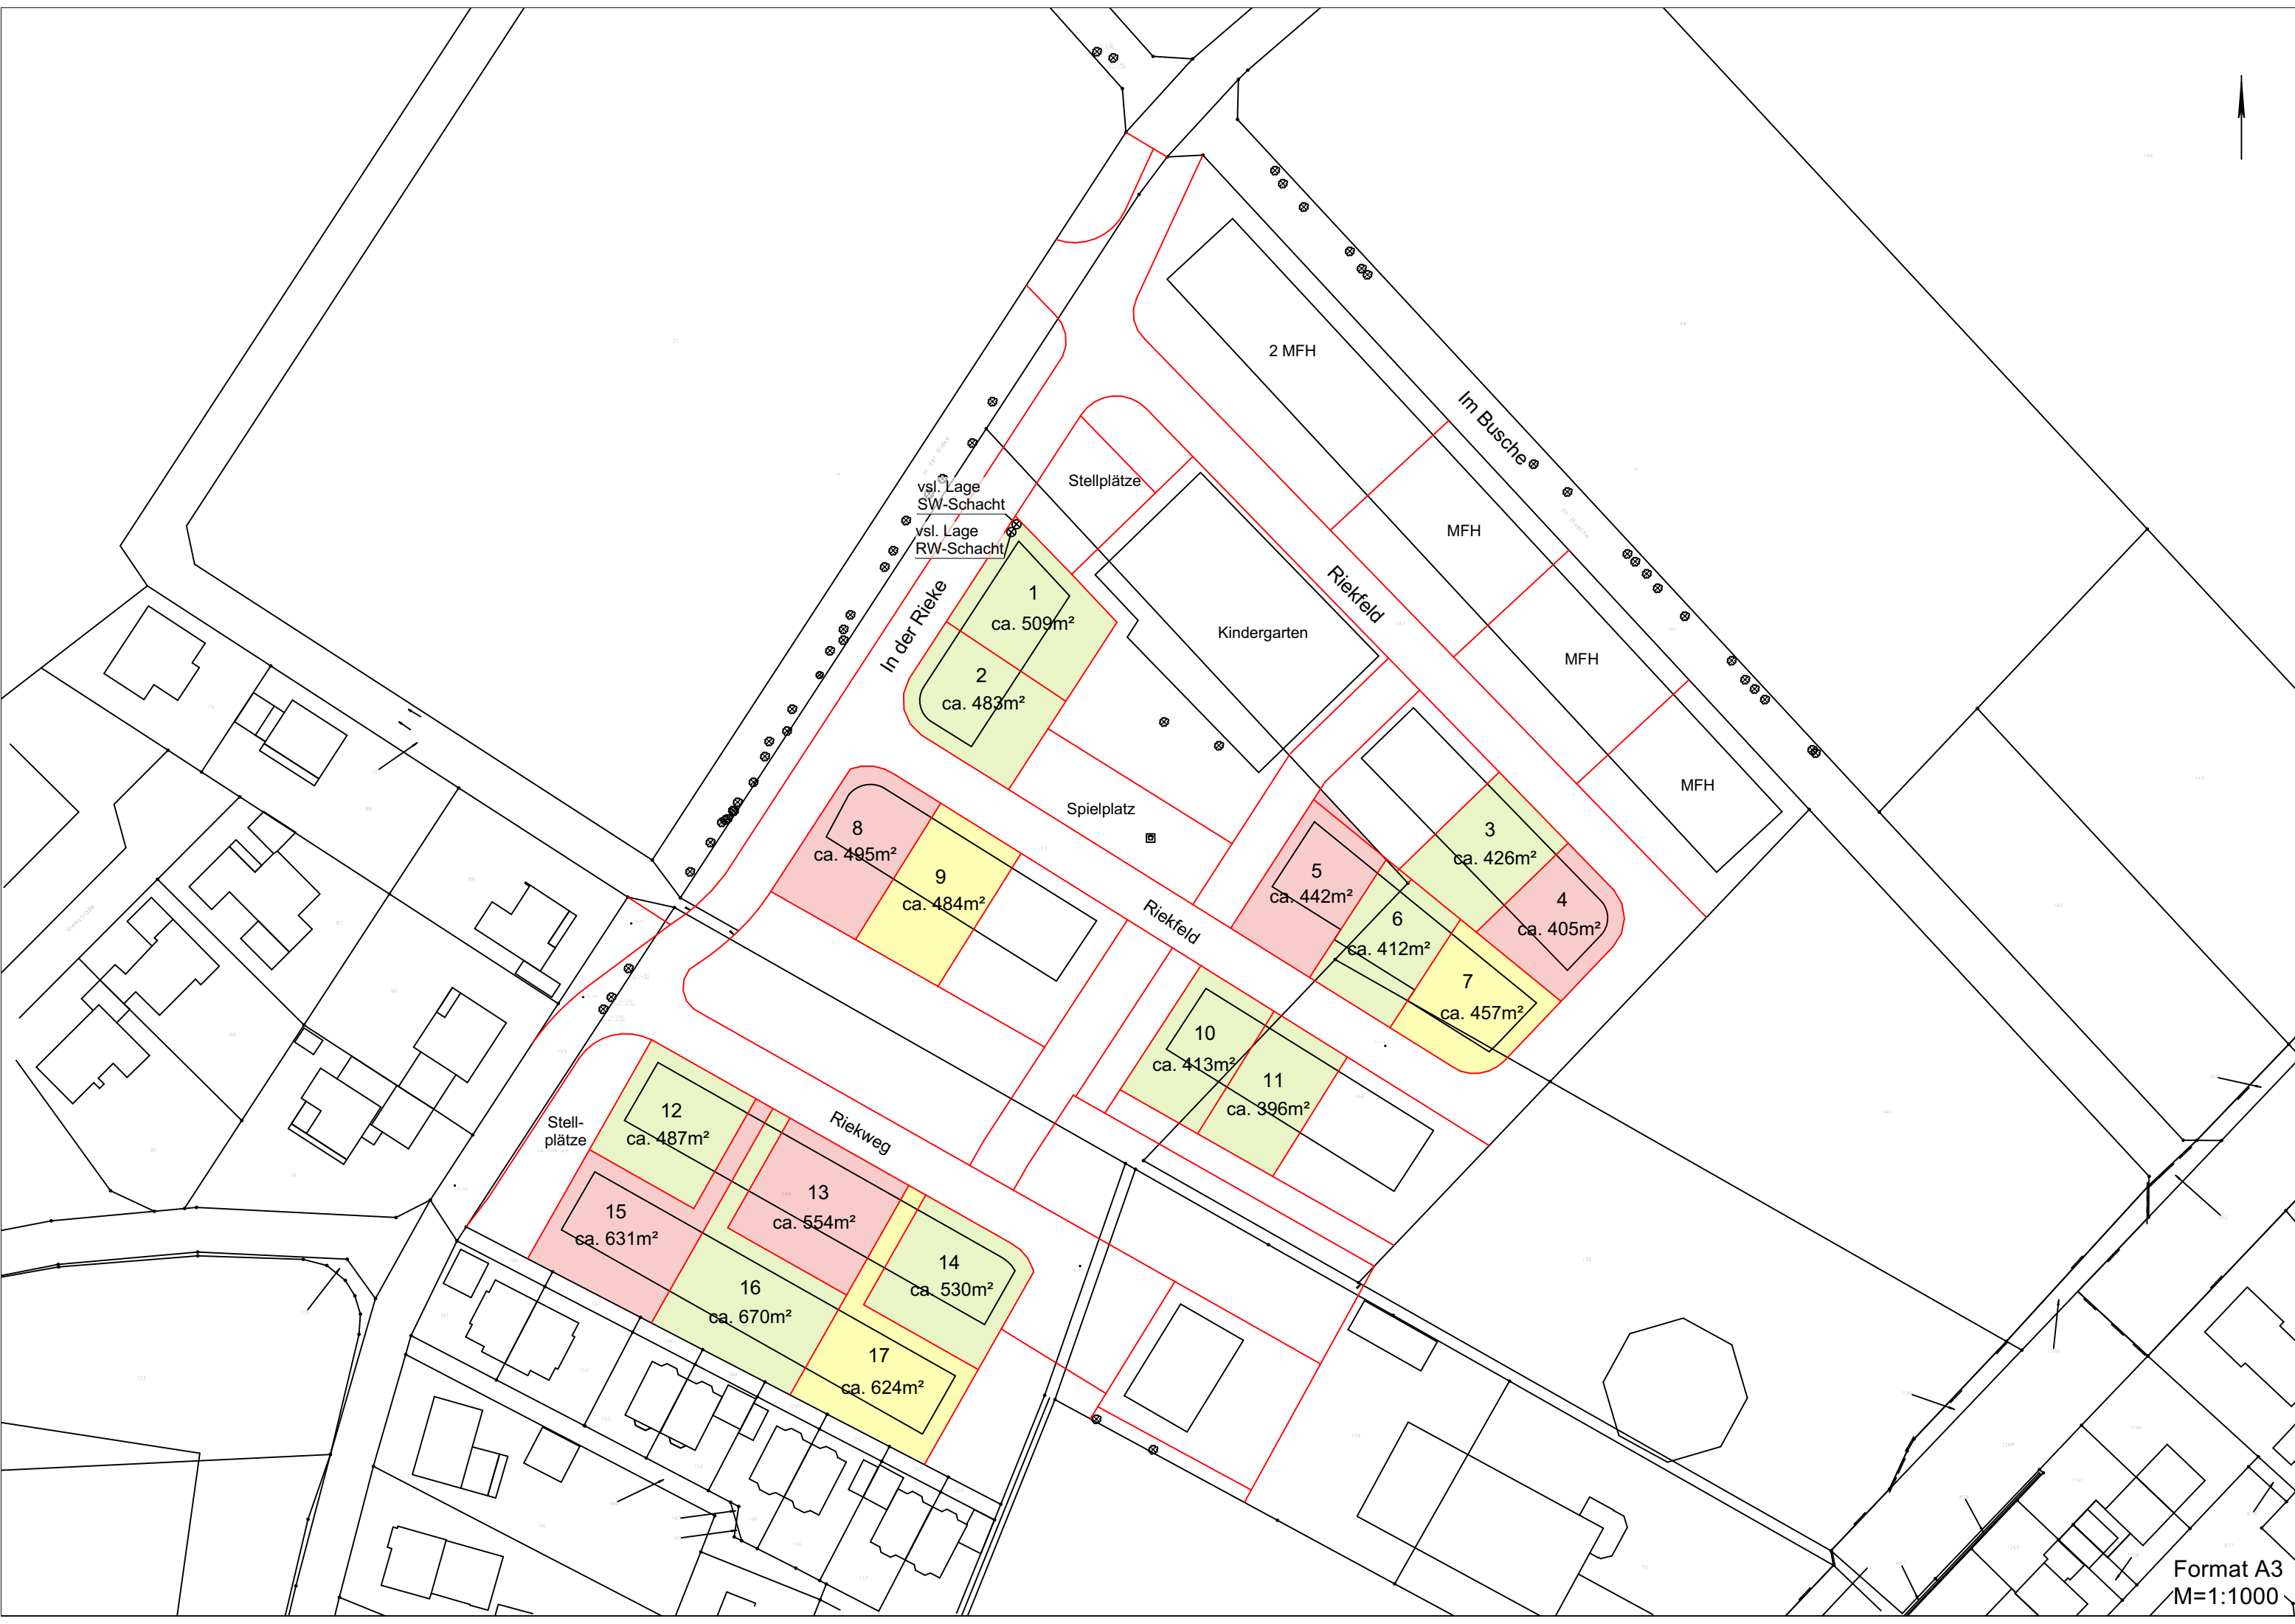 2 MFH
Im Busche
Stellplätze
vsl. Lage
SW-Schacht
vsl. Lage
RW-Schacht
MFH
In der Rieke
1
ca. 509m²
Riekfeld
Kindergarten
MFH
2
ca. 483m²
MFH
Spielplatz
8
ca. 495m²
9
ca. 484m²
3
ca. 426m²
4
ca. 405m²
5
ca. 442m²
6
ca. 412m²
7
ca. 457m²
Riekfeld
10
ca. 413m²
11
ca. 396m²
Stell-
plätze
12
ca. 487m²
Riekweg
13
ca. 554m²
15
ca. 631m²
14
ca. 530m²
16
ca. 670m²
17
ca. 624m²
Format A3
M=1:1000